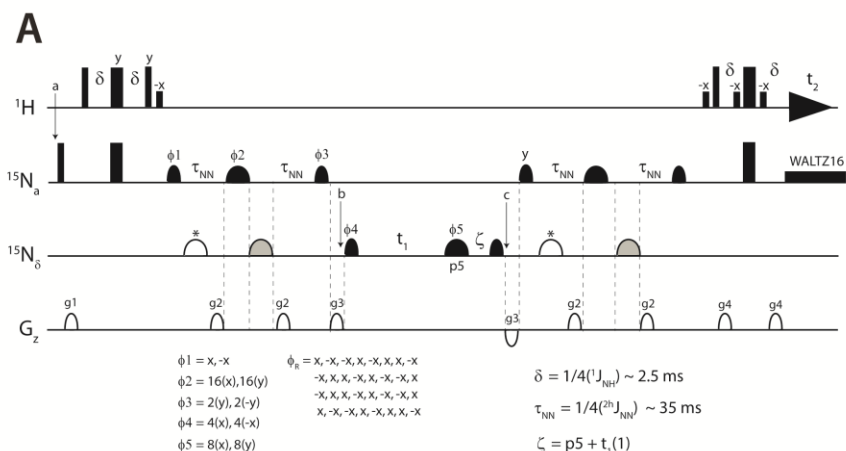 A
y y
a δ δ -x -x δ -x -x δ t₂
¹H
ϕ1 τNN ϕ2 τNN ϕ3 y τNN τNN WALTZ16
¹⁵Nₐ
b c
* ϕ4 t₁ ϕ5 ζ *
¹⁵Nδ
p5
g1 g2 g2 g3 g3 g2 g2 g4 g4
Gz
ϕ1 = x, -x
ϕ2 = 16(x), 16(y)
ϕ3 = 2(y), 2(-y)
ϕ4 = 4(x), 4(-x)
ϕ5 = 8(x), 8(y)
ϕR = x, -x, -x, x, -x, x, x, -x
-x, x, x, -x, x, -x, -x, x
-x, x, x, -x, x, -x, -x, x
x, -x, -x, x, -x, x, x, -x
δ = 1/4(¹JNH) ~ 2.5 ms
τNN = 1/4(²ʰJNN) ~ 35 ms
ζ = p5 + t₁(1)